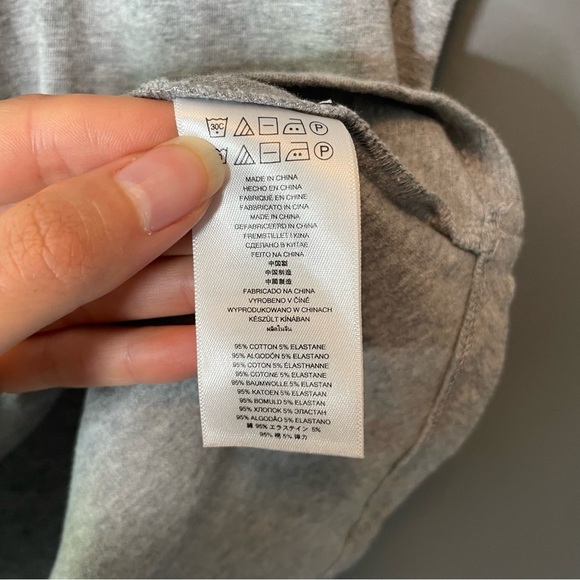 30C P
P
MADE IN CHINA
HECHO EN CHINA
FABRIQUÉ EN CHINE
FABBRICATO IN CINA
MADE IN CHINA
GEFABRICEERD IN CHINA
FREMSTILLET I KINA
СДЕЛАНО В КИТАЕ
FEITO NA CHINA
中国製
中国制造
中國製造
FABRICADO NA CHINA
VYROBENO V ČÍNĚ
WYPRODUKOWANO W CHINACH
KÉSZÜLT KÍNÁBAN
ผลิตในจีน
95% COTTON 5% ELASTANE
95% ALGODÓN 5% ELASTANO
95% COTON 5% ÉLASTHANNE
95% COTONE 5% ELASTANE
95% BAUMWOLLE 5% ELASTAN
95% KATOEN 5% ELASTAAN
95% BOMULD 5% ELASTAN
95% ХЛОПОК 5% ЭЛАСТАН
95% ALGODÃO 5% ELASTANO
綿 95% エラステイン 5%
95% 棉 5% 弹力